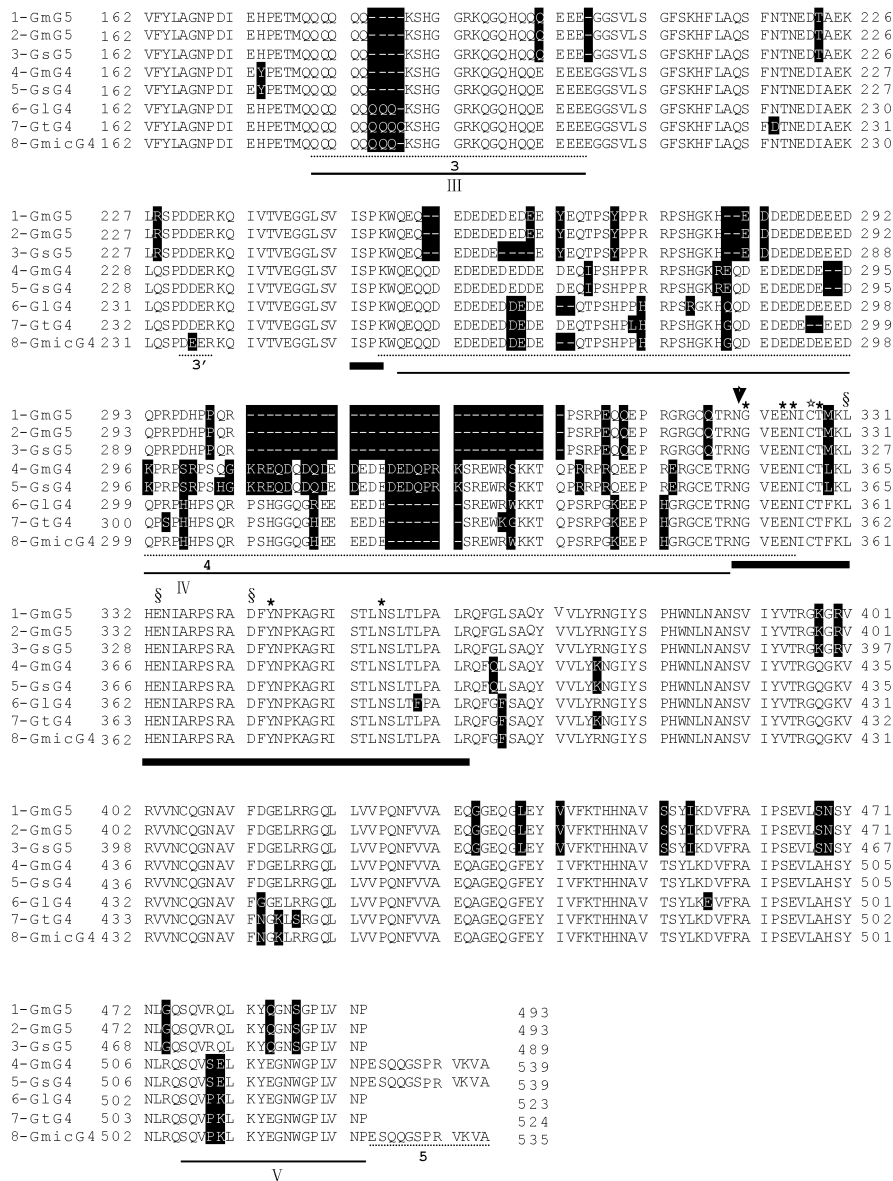 1-GmG5 162 VFYLAGNPDI EHPETMQQQQ QQ----KSHG GRKQGQHQQQ EEE-GGSVLS GFSKHFLAQS FNTNEDTAEK 226
2-GmG5 162 VFYLAGNPDI EHPETMQQQQ QQ----KSHG GRKQGQHQQQ EEE-GGSVLS GFSKHFLAQS FNTNEDTAEK 226
3-GsG5 162 VFYLAGNPDI EHPETMQQQQ QQ----KSHG GRKQGQHQQQ EEE-GGSVLS GFSKHFLAQS FNTNEDTAEK 226
4-GmG4 162 VFYLAGNPDI EYPETMQQQQ QQ----KSHG GRKQGQHQQE EEEEGGSVLS GFSKHFLAQS FNTNEDIAEK 227
5-GsG4 162 VFYLAGNPDI EYPETMQQQQ QQ----KSHG GRKQGQHQQE EEEEGGSVLS GFSKHFLAQS FNTNEDIAEK 227
6-GlG4 162 VFYLAGNPDI EHPETMQQQQ QQQQQ-KSHG GRKQGQHQQE EEEEGGSVLS GFSKHFLAQS FNTNEDIAEK 230
7-GtG4 162 VFYLAGNPDI EHPETMQQQQ QQQQQQKSHG GRKQGQHQQE EEEEGGSVLS GFSKHFLAQS FNDNEDIAEK 231
8-GmicG4 162 VFYLAGNPDI EHPETMQQQQ QQQQQ-KSHG GRKQGQHQQE EEEEGGSVLS GFSKHFLAQS FNTNEDIAEK 230
3
III
1-GmG5 227 LRSPDDERKQ IVTVEGGLSV ISPKWQEQ-- EDEDEDEDEE YEQTPSYPPR RPSHGKH--E DDEDEDEEED 292
2-GmG5 227 LRSPDDERKQ IVTVEGGLSV ISPKWQEQ-- EDEDEDEDEE YEQTPSYPPR RPSHGKH--E DDEDEDEEED 292
3-GsG5 227 LRSPDDERKQ IVTVEGGLSV ISPKWQEQ-- EDEDED----E YEQTPSYPPR RPSHGKH--E DDEDEDEEED 288
4-GmG4 228 LQSPDDERKQ IVTVEGGLSV ISPKWQEQQD EDEDEDEDDE DEQIPSHPPR RPSHGKREQD EDEDEDE--D 295
5-GsG4 228 LQSPDDERKQ IVTVEGGLSV ISPKWQEQQD EDEDEDEDDE DEQIPSHPPR RPSHGKREQD EDEDEDE--D 295
6-GlG4 231 LQSPDDERKQ IVTVEGGLSV ISPKWQEQQD EDEDEDEDDE --QTPSHPPH RPSRGKHQQD EDEDEDEEED 298
7-GtG4 232 LQSPDDERKQ IVTVEGGLSV ISPKWQEQQD EDEDEDEDDE DEQTPSHPLH RPSHGKHGQD EDEDE--EED 299
8-GmicG4 231 LQSPDEERKQ IVTVEGGLSV ISPKWQEQQD EDEDEDEDDE --QTPSHPPH RPSHGKHGQD EDEDEDEEED 298
3′
1-GmG5 293 QPRPDHPPQR ---------- ---------- ---------- -PSRPEQQEP RGRGCQTRNG VEENICTMKL 331
2-GmG5 293 QPRPDHPPQR ---------- ---------- ---------- -PSRPEQQEP RGRGCQTRNG VEENICTMKL 331
3-GsG5 289 QPRPDHPPQR ---------- ---------- ---------- -PSRPEQQEP RGRGCQTRNG VEENICTMKL 327
4-GmG4 296 KPRPSRPSQG KREQDQDQDE DEDEDEDQPR KSREWRSKKT QPRRPRQEEP RERGCETRNG VEENICTLKL 365
5-GsG4 296 KPRPSRPSHG KREQDQDQDE DEDEDEDQPR KSREWRSKKT QPRRPRQEEP RERGCETRNG VEENICTLKL 365
6-GlG4 299 QPRPHHPSQR PSHGGQGREE EEDE------ -SREWRSKKT QPSRPGKEEP HGRGCETRNG VEENICTFKL 361
7-GtG4 300 QPSPHHPSQR PSHGGQGHEE EEDE------ -SREWKGKKT QPSRPGKEEP RGRGCETRNG VEENICTFKL 362
8-GmicG4 299 QPRPHHPSQR PSHGGQGHEE EEDE------ -SREWRWKKT QPSRPGKEEP HGRGCETRNG VEENICTFKL 361
* ** ☆* §
4
IV
§ § * *
1-GmG5 332 HENIARPSRA DFYNPKAGRI STLNSLTLPA LRQFGLSAQY VVLYRNGIYS PHWNLNANSV IYVTRGKGRV 401
2-GmG5 332 HENIARPSRA DFYNPKAGRI STLNSLTLPA LRQFGLSAQY VVLYRNGIYS PHWNLNANSV IYVTRGKGRV 401
3-GsG5 328 HENIARPSRA DFYNPKAGRI STLNSLTLPA LRQFGLSAQY VVLYRNGIYS PHWNLNANSV IYVTRGKGRV 397
4-GmG4 366 HENIARPSRA DFYNPKAGRI STLNSLTLPA LRQFQLSAQY VVLYKNGIYS PHWNLNANSV IYVTRGQGKV 435
5-GsG4 366 HENIARPSRA DFYNPKAGRI STLNSLTLPA LRQFQLSAQY VVLYKNGIYS PHWNLNANSV IYVTRGQGKV 435
6-GlG4 362 HENIARPSRA DFYNPKAGRI STLNSLTFPA LRQFGFSAQY VVLYRNGIYS PHWNLNANSV IYVTRGQGKV 431
7-GtG4 363 HENIARPSRA DFYNPKAGRI STLNSLTLPA LRQFGFSAQY VVLYKNGIYS PHWNLNANSV IYVTRGQGKV 432
8-GmicG4 362 HENIARPSRA DFYNPKAGRI STLNSLTLPA LRQFGFSAQY VVLYRNGIYS PHWNLNANSV IYVTRGQGKV 431
1-GmG5 402 RVVNCQGNAV FDGELRRGQL LVVPQNFVVA EQGGEQGLEY VVFKTHHNAV SSYIKDVFRA IPSEVLSNSY 471
2-GmG5 402 RVVNCQGNAV FDGELRRGQL LVVPQNFVVA EQGGEQGLEY VVFKTHHNAV SSYIKDVFRA IPSEVLSNSY 471
3-GsG5 398 RVVNCQGNAV FDGELRRGQL LVVPQNFVVA EQGGEQGLEY VVFKTHHNAV SSYIKDVFRA IPSEVLSNSY 467
4-GmG4 436 RVVNCQGNAV FDGELRRGQL LVVPQNFVVA EQAGEQGFEY IVFKTHHNAV TSYLKDVFRA IPSEVLAHSY 505
5-GsG4 436 RVVNCQGNAV FDGELRRGQL LVVPQNFVVA EQAGEQGFEY IVFKTHHNAV TSYLKDVFRA IPSEVLAHSY 505
6-GlG4 432 RVVNCQGNAV FGGELRRGQL LVVPQNFVVA EQAGEQGFEY IVFKTHHNAV TSYLKEVFRA IPSEVLAHSY 501
7-GtG4 433 RVVNCQGNAV FNGKLSRGQL LVVPQNFVVA EQAGEQGFEY IVFKTHHNAV TSYLKDVFRA IPSEVLAHSY 502
8-GmicG4 432 RVVNCQGNAV FNGKLRRGQL LVVPQNFVVA EQAGEQGFEY IVFKTHHNAV TSYLKDVFRA IPSEVLAHSY 501
1-GmG5 472 NLGQSQVRQL KYQGNSGPLV NP 493
2-GmG5 472 NLGQSQVRQL KYQGNSGPLV NP 493
3-GsG5 468 NLGQSQVRQL KYQGNSGPLV NP 489
4-GmG4 506 NLRQSQVSEL KYEGNWGPLV NPESQQGSPR VKVA 539
5-GsG4 506 NLRQSQVSEL KYEGNWGPLV NPESQQGSPR VKVA 539
6-GlG4 502 NLRQSQVPKL KYEGNWGPLV NP 523
7-GtG4 503 NLRQSQVPKL KYEGNWGPLV NP 524
8-GmicG4 502 NLRQSQVPKL KYEGNWGPLV NPESQQGSPR VKVA 535
5
V